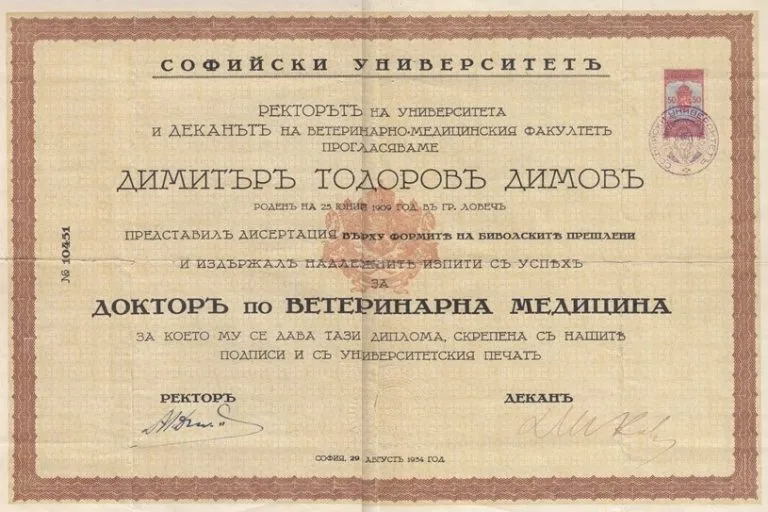 СОФИЙСКИ УНИВЕРСИТЕТЪ
РЕКТОРЪТЪ НА УНИВЕРСИТЕТА
И ДЕКАНЪТЪ НА ВЕТЕРИНАРНО-МЕДИЦИНСКИЯ ФАКУЛТЕТЪ
ПРОГЛАСЯВАМЕ
ДИМИТЪРЪ ТОДОРОВЪ ДИМОВЪ
РОДЕНЪ НА 25 ЮНИЙ 1909 ГОД. ВЪ ГР. ЛОВЕЧЪ
ПРЕДСТАВИЛЪ ДИСЕРТАЦИЯ ВЪРХУ ФОРМИТѢ НА БИВОЛСКИТѢ ПРЕШЛЕНИ
И ИЗДЪРЖАЛЪ НАДЛЕЖНИТѢ ИЗПИТИ СЪ УСПѢХЪ
ЗА
ДОКТОРЪ ПО ВЕТЕРИНАРНА МЕДИЦИНА
ЗА КОЕТО МУ СЕ ДАВА ТАЗИ ДИПЛОМА, СКРЕПЕНА СЪ НАШИТѢ
ПОДПИСИ И СЪ УНИВЕРСИТЕТСКИЯ ПЕЧАТЪ
РЕКТОРЪ
ДЕКАНЪ
СОФИЯ, 29 АВГУСТЪ 1934 ГОД.
№ 10451
50 50